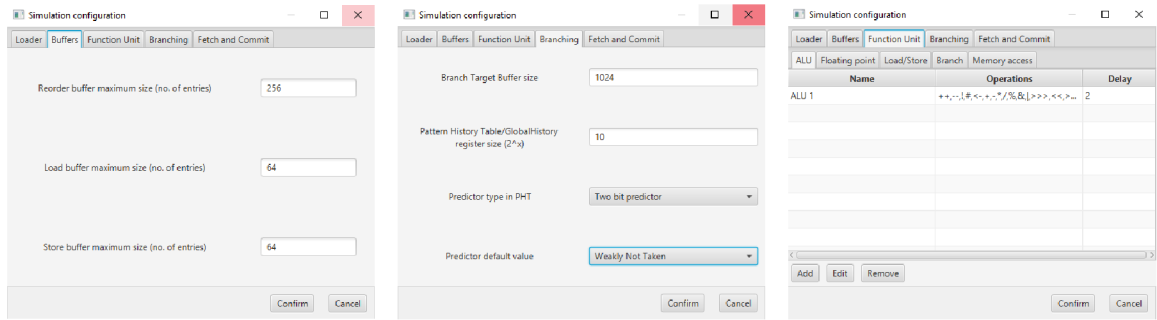 Simulation configuration
Loader Buffers Function Unit Branching Fetch and Commit
Reorder buffer maximum size (no. of entries) 256
Load buffer maximum size (no. of entries) 64
Store buffer maximum size (no. of entries) 64
Confirm Cancel
Simulation configuration
Loader Buffers Function Unit Branching Fetch and Commit
Branch Target Buffer size 1024
Pattern History Table/GlobalHistory
register size (2^x) 10
Predictor type in PHT Two bit predictor
Predictor default value Weakly Not Taken
Confirm Cancel
Simulation configuration
Loader Buffers Function Unit Branching Fetch and Commit
ALU Floating point Load/Store Branch Memory access
Name Operations Delay
ALU 1 2
Add Edit Remove
Confirm Cancel